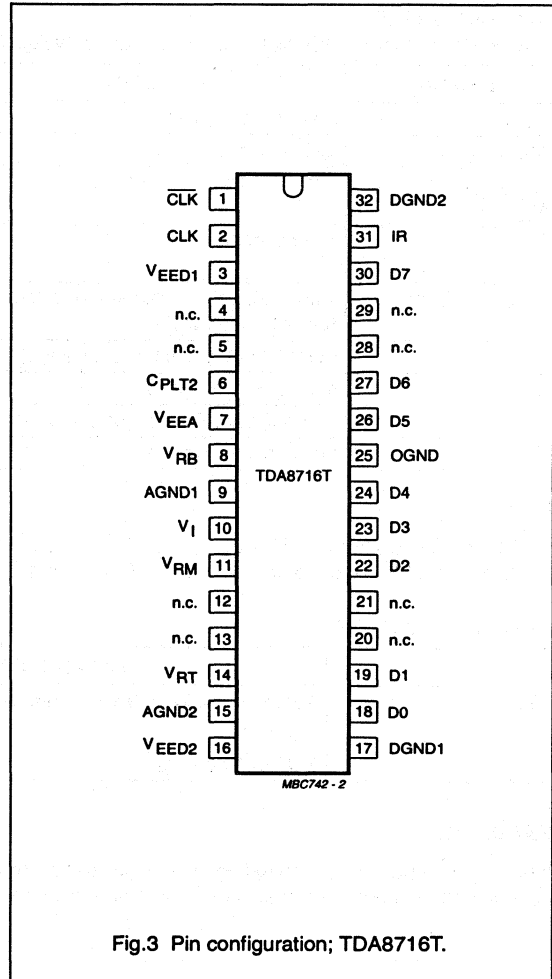 C̅L̅K̅ 1 32 DGND2
CLK 2 31 IR
VEED1 3 30 D7
n.c. 4 29 n.c.
n.c. 5 28 n.c.
CPLT2 6 27 D6
VEEA 7 26 D5
VRB 8 25 OGND
TDA8716T
AGND1 9 24 D4
VI 10 23 D3
VRM 11 22 D2
n.c. 12 21 n.c.
n.c. 13 20 n.c.
VRT 14 19 D1
AGND2 15 18 D0
VEED2 16 17 DGND1
MBC742 - 2
Fig.3 Pin configuration; TDA8716T.